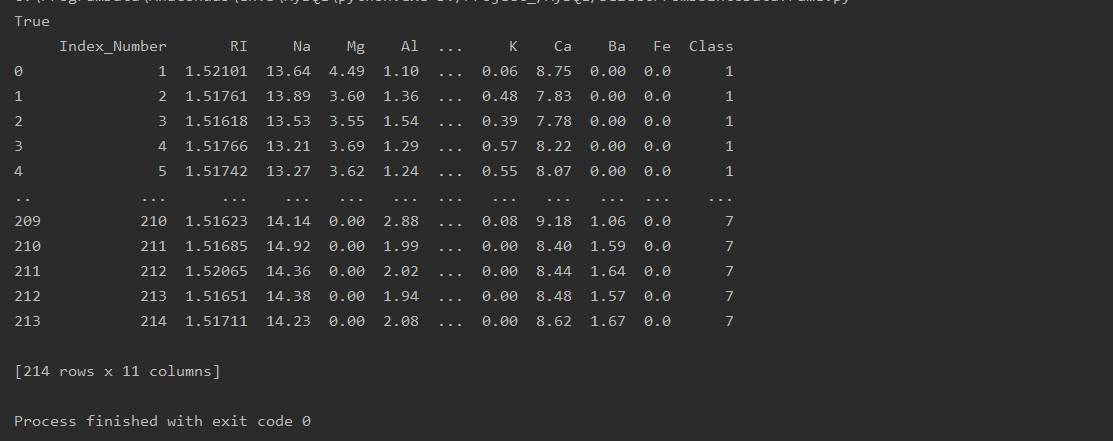 True
Index_Number RI Na Mg Al ... K Ca Ba Fe Class
0 1 1.52101 13.64 4.49 1.10 ... 0.06 8.75 0.00 0.0 1
1 2 1.51761 13.89 3.60 1.36 ... 0.48 7.83 0.00 0.0 1
2 3 1.51618 13.53 3.55 1.54 ... 0.39 7.78 0.00 0.0 1
3 4 1.51766 13.21 3.69 1.29 ... 0.57 8.22 0.00 0.0 1
4 5 1.51742 13.27 3.62 1.24 ... 0.55 8.07 0.00 0.0 1
.. ... ... ... ... ... ... ... ... ... ... ...
209 210 1.51623 14.14 0.00 2.88 ... 0.08 9.18 1.06 0.0 7
210 211 1.51685 14.92 0.00 1.99 ... 0.00 8.40 1.59 0.0 7
211 212 1.52065 14.36 0.00 2.02 ... 0.00 8.44 1.64 0.0 7
212 213 1.51651 14.38 0.00 1.94 ... 0.00 8.48 1.57 0.0 7
213 214 1.51711 14.23 0.00 2.08 ... 0.00 8.62 1.67 0.0 7
[214 rows x 11 columns]
Process finished with exit code 0